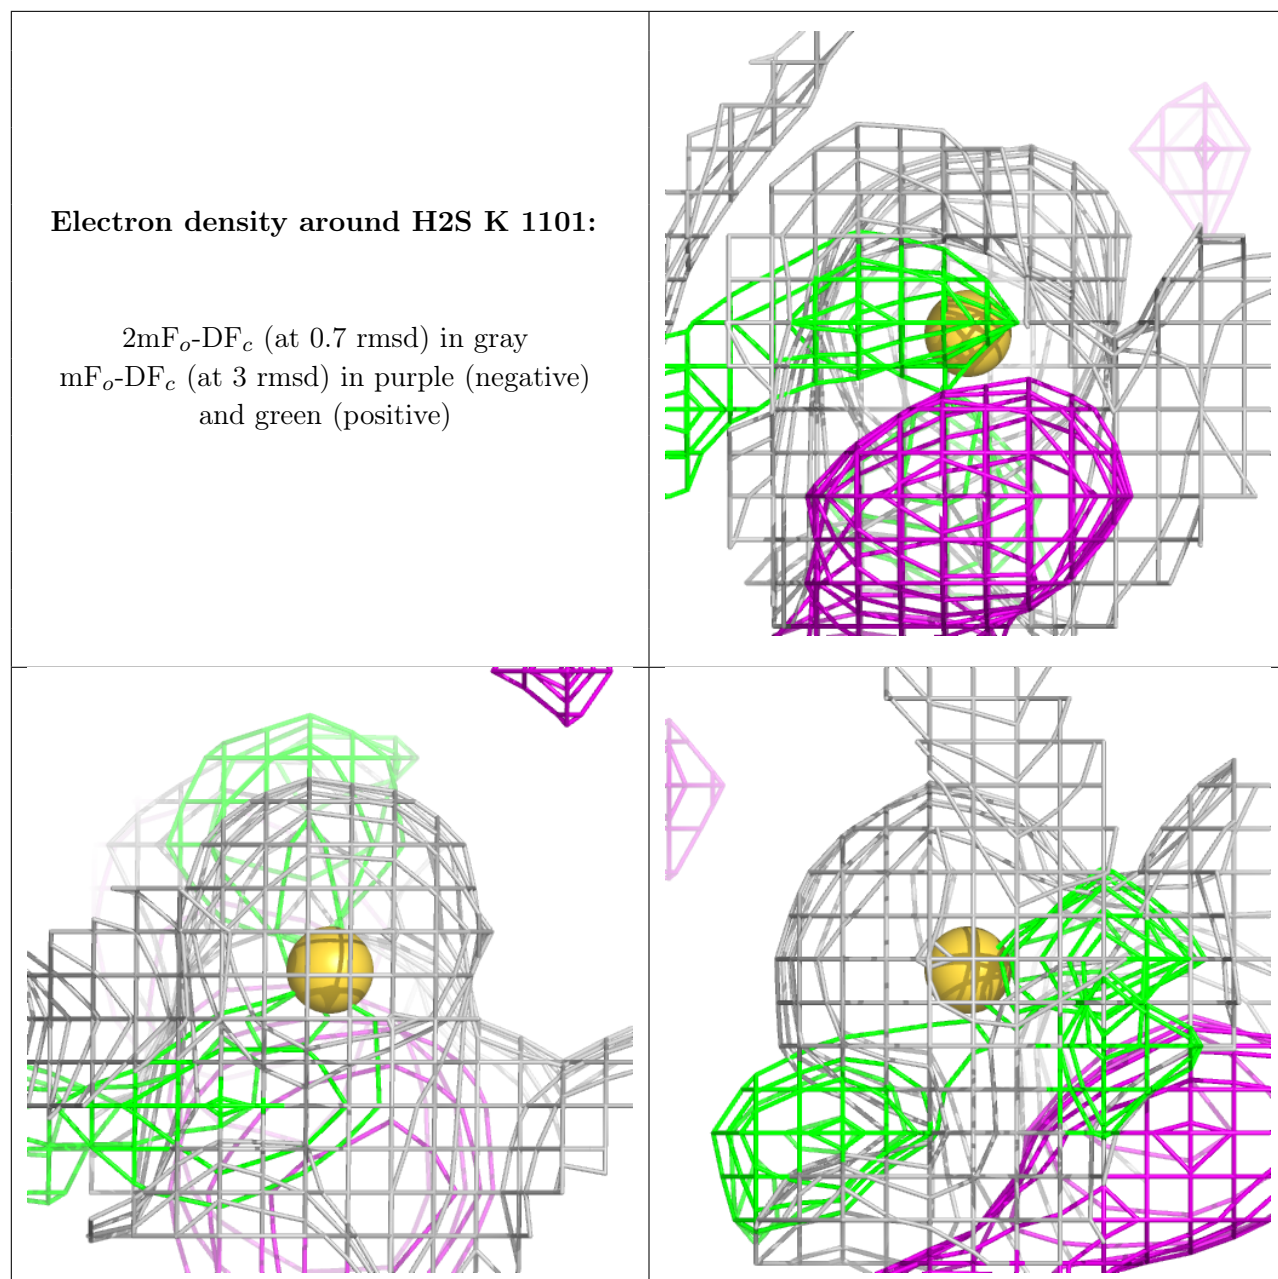 Electron density around H2S K 1101:
2mFₒ-DF𝒸 (at 0.7 rmsd) in gray
mFₒ-DF𝒸 (at 3 rmsd) in purple (negative)
and green (positive)